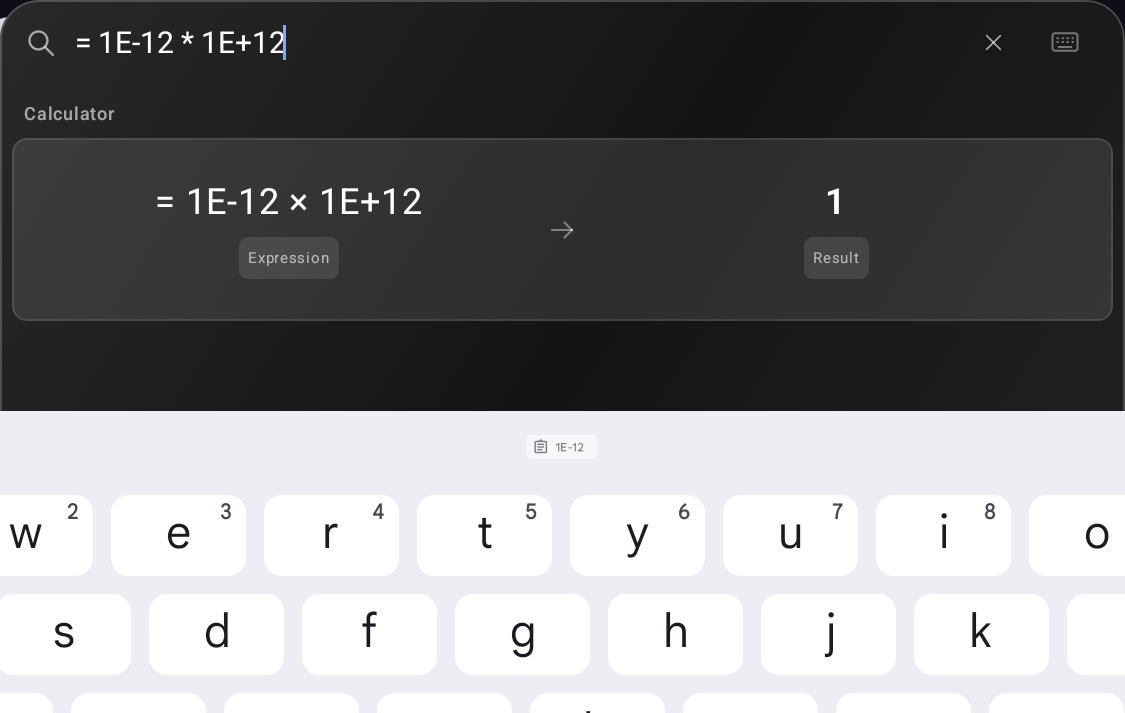 = 1E-12 * 1E+12
Calculator
= 1E-12 × 1E+12
1
Expression
Result
1E-12
w 2 e 3 r 4 t 5 y 6 u 7 i 8 o
s d f g h j k